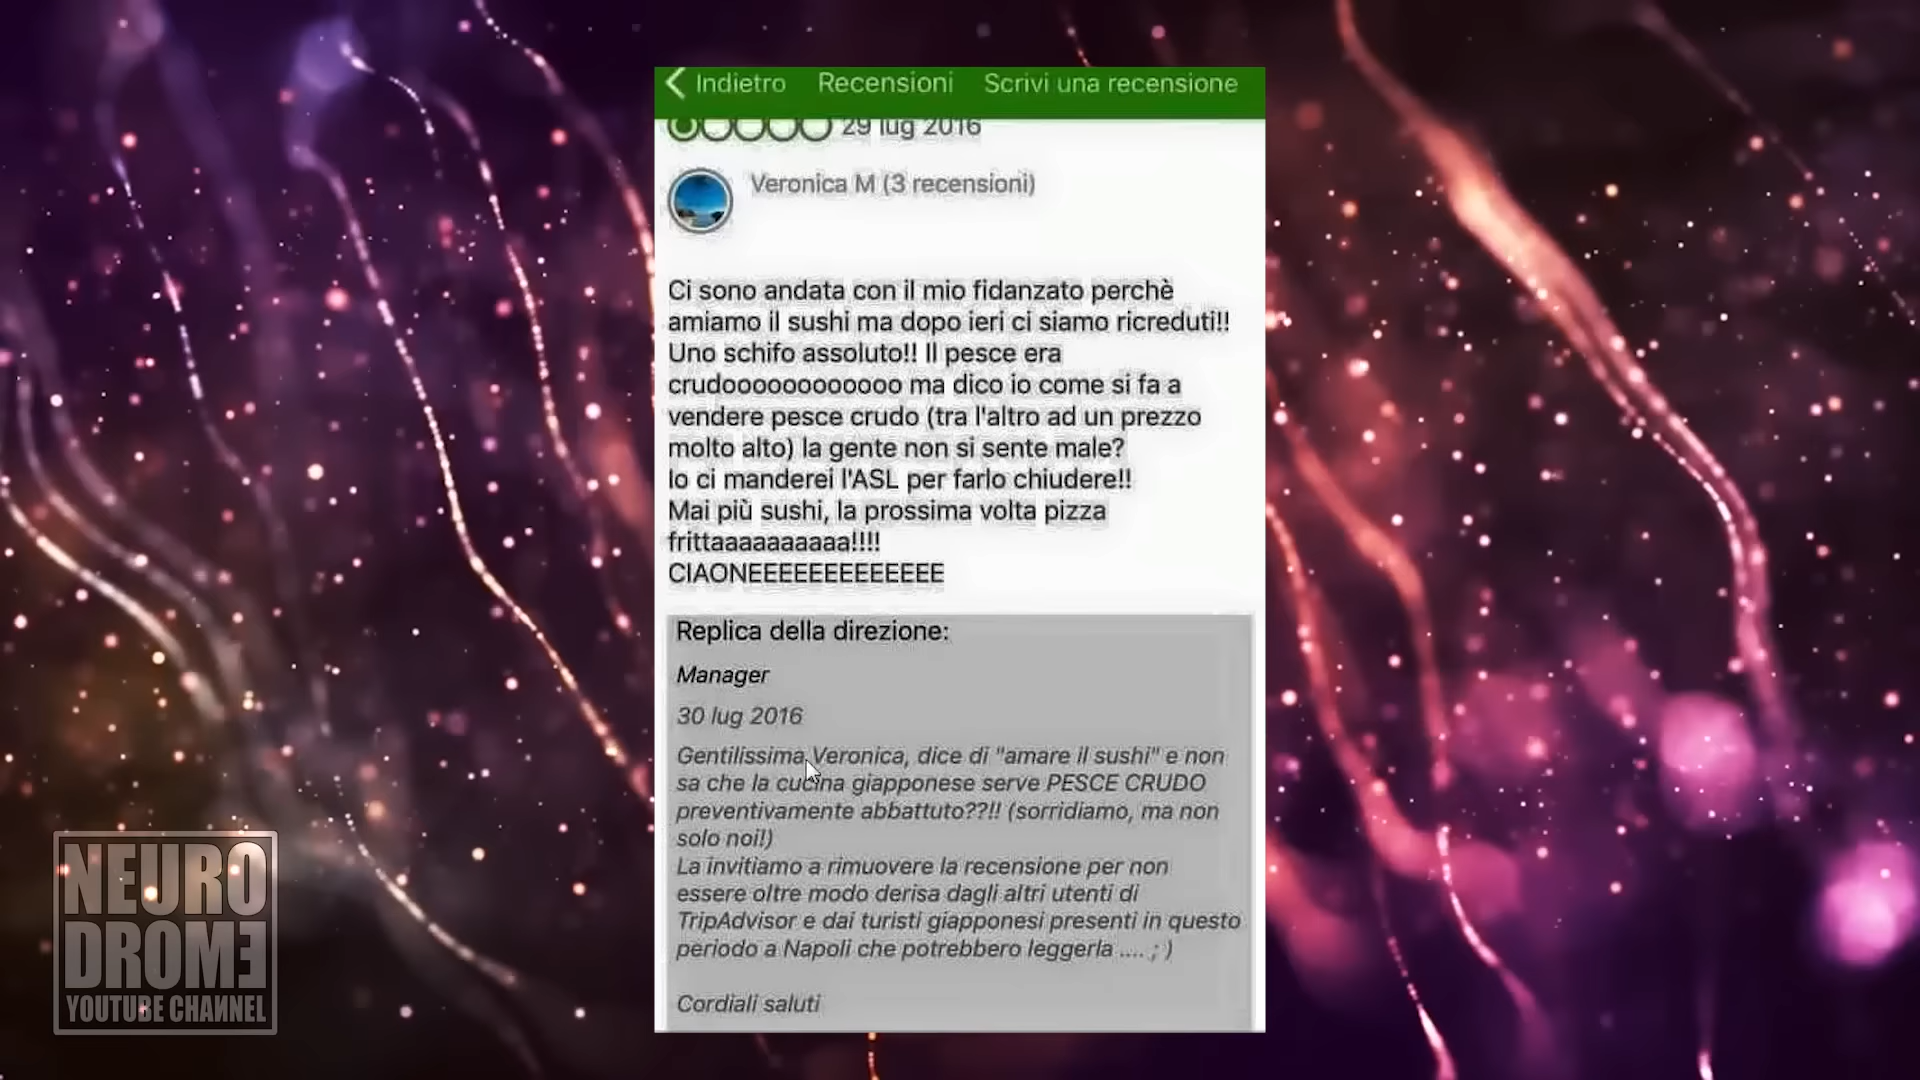 Indietro Recensioni Scrivi una recensione
29 lug 2016
Veronica M (3 recensioni)
Ci sono andata con il mio fidanzato perchè
amiamo il sushi ma dopo ieri ci siamo ricreduti!!
Uno schifo assoluto!! Il pesce era
crudoooooooooooo ma dico io come si fa a
vendere pesce crudo (tra l'altro ad un prezzo
molto alto) la gente non si sente male?
Io ci manderei l'ASL per farlo chiudere!!
Mai più sushi, la prossima volta pizza
frittaaaaaaaaaa!!!!
CIAONEEEEEEEEEEEEE
Replica della direzione:
Manager
30 lug 2016
Gentilissima Veronica, dice di "amare il sushi" e non
sa che la cucina giapponese serve PESCE CRUDO
preventivamente abbattuto??!! (sorridiamo, ma non
solo noi!)
La invitiamo a rimuovere la recensione per non
essere oltre modo derisa dagli altri utenti di
TripAdvisor e dai turisti giapponesi presenti in questo
periodo a Napoli che potrebbero leggerla .... ; )
Cordiali saluti
NEURO
DROMƎ
YOUTUBE CHANNEL